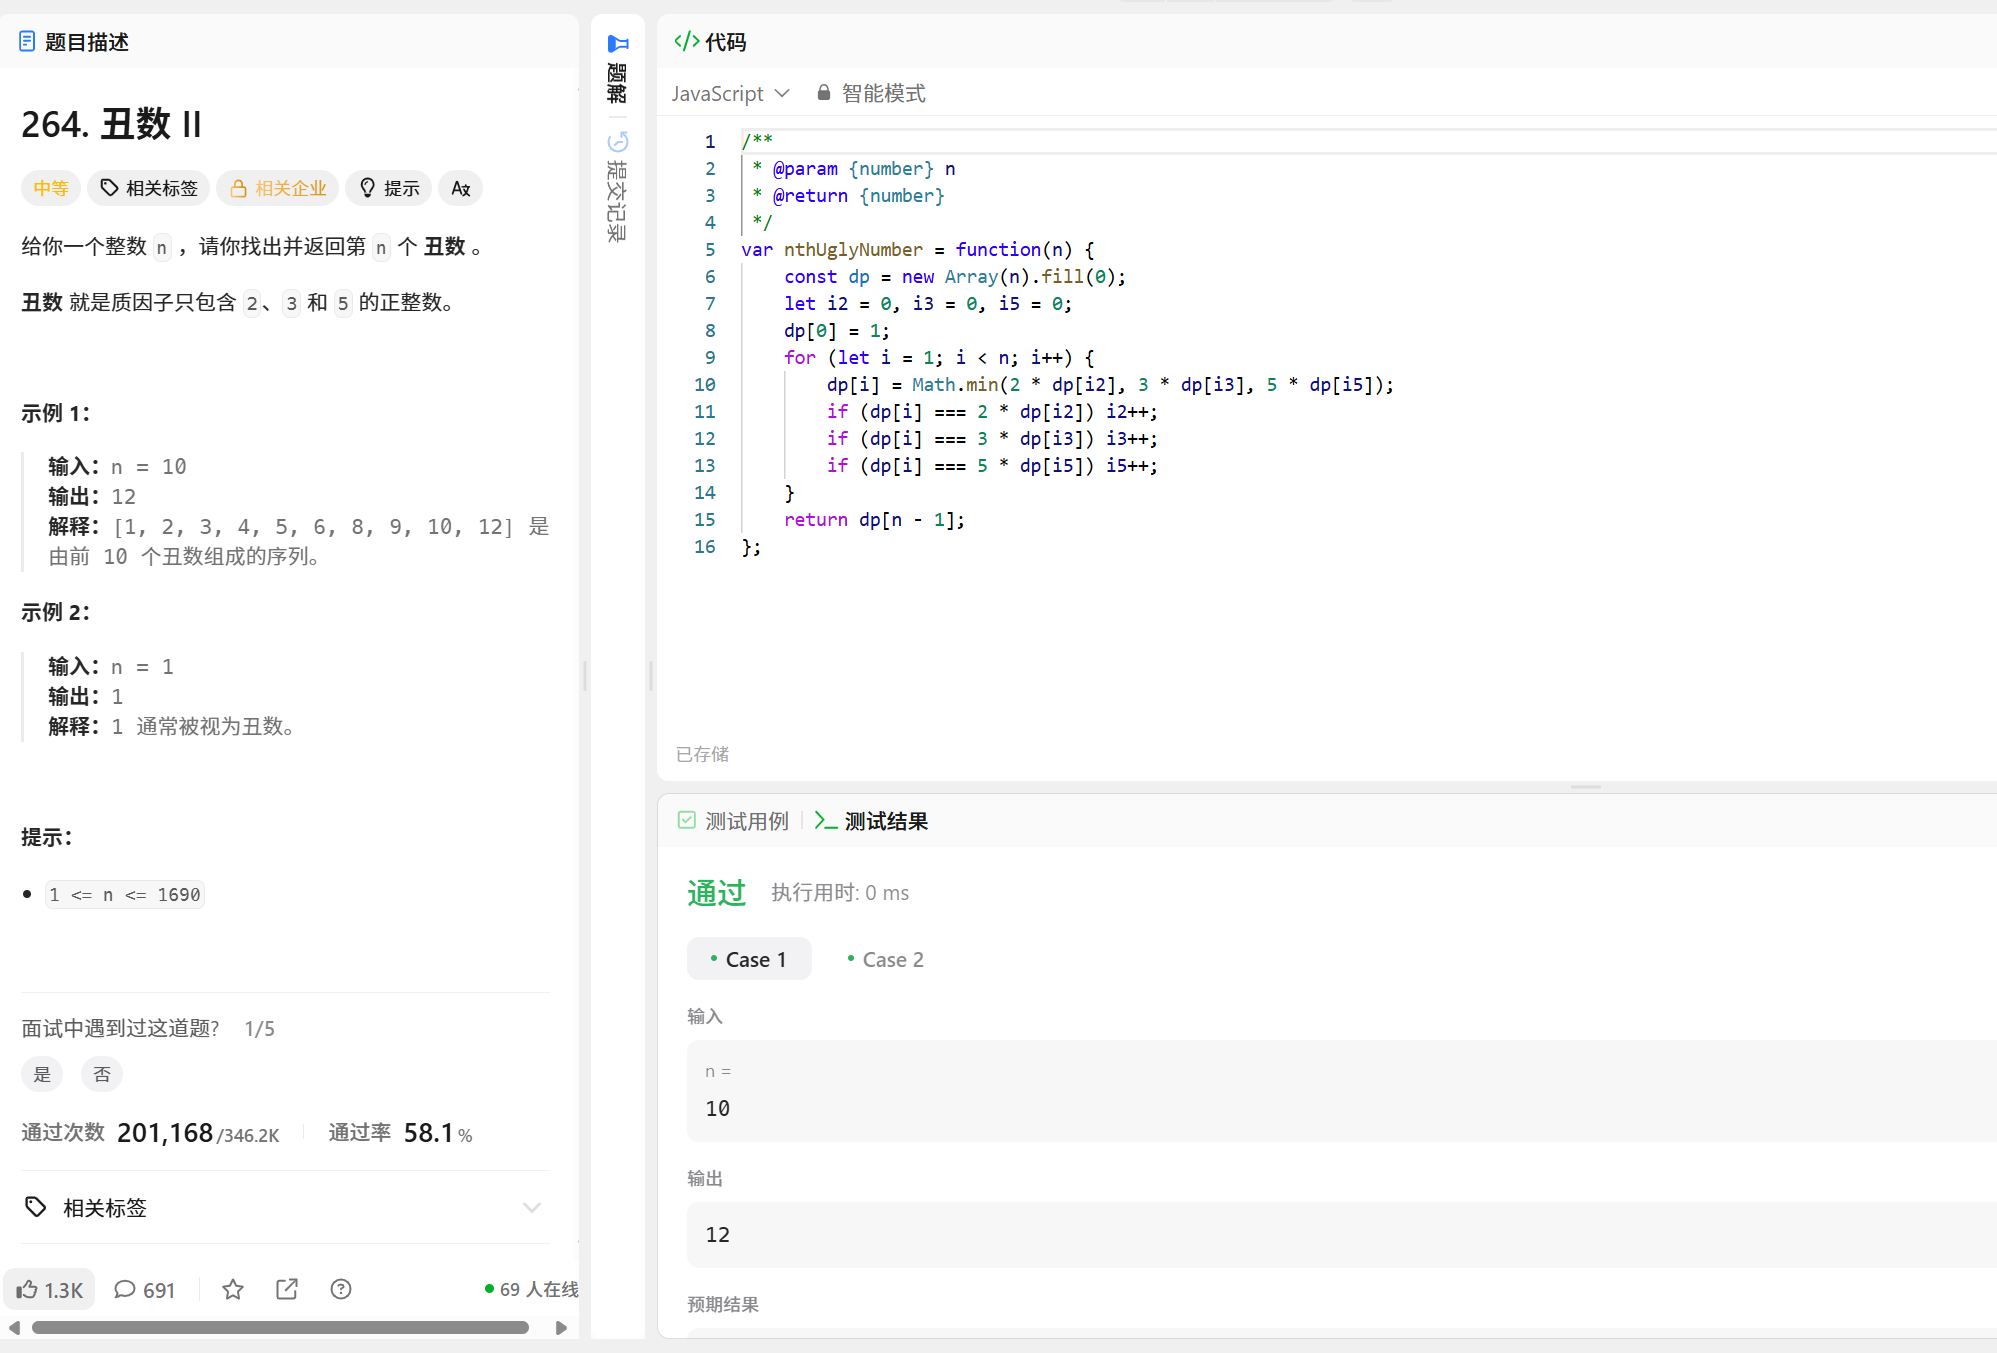 题目描述
264. 丑数 II
中等 相关标签 相关企业 提示
给你一个整数 n ，请你找出并返回第 n 个 丑数 。
丑数 就是质因子只包含 2、3 和 5 的正整数。
示例 1：
输入：n = 10
输出：12
解释：[1, 2, 3, 4, 5, 6, 8, 9, 10, 12] 是
由前 10 个丑数组成的序列。
示例 2：
输入：n = 1
输出：1
解释：1 通常被视为丑数。
提示：
1 <= n <= 1690
面试中遇到过这道题? 1/5
是 否
通过次数 201,168/346.2K 通过率 58.1%
相关标签
1.3K 691 69 人在线
题解
提交记录
代码
JavaScript 智能模式
1 /**
2  * @param {number} n
3  * @return {number}
4  */
5 var nthUglyNumber = function(n) {
6     const dp = new Array(n).fill(0);
7     let i2 = 0, i3 = 0, i5 = 0;
8     dp[0] = 1;
9     for (let i = 1; i < n; i++) {
10         dp[i] = Math.min(2 * dp[i2], 3 * dp[i3], 5 * dp[i5]);
11         if (dp[i] === 2 * dp[i2]) i2++;
12         if (dp[i] === 3 * dp[i3]) i3++;
13         if (dp[i] === 5 * dp[i5]) i5++;
14     }
15     return dp[n - 1];
16 };
已存储
测试用例 测试结果
通过 执行用时: 0 ms
Case 1 Case 2
输入
n =
10
输出
12
预期结果